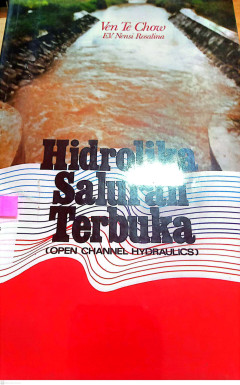 Ven Te Chow
E.V. Nensi Rosalina
Hidrolika
Saluran
Terbuka
(OPEN CHANNEL HYDRAULICS)